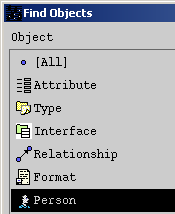 Find Objects
Object
[All]
Attribute
Type
Interface
Relationship
Format
Person